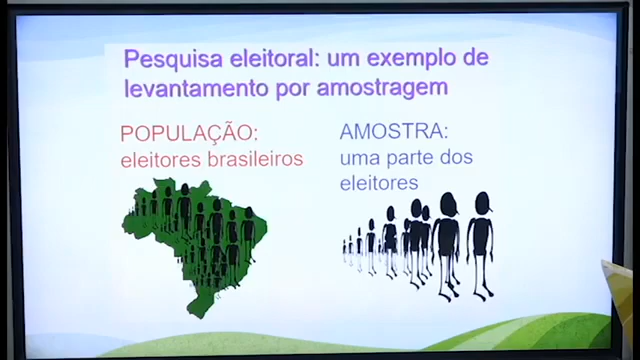 Pesquisa eleitoral: um exemplo de
levantamento por amostragem
POPULAÇÃO:
eleitores brasileiros
AMOSTRA:
uma parte dos
eleitores